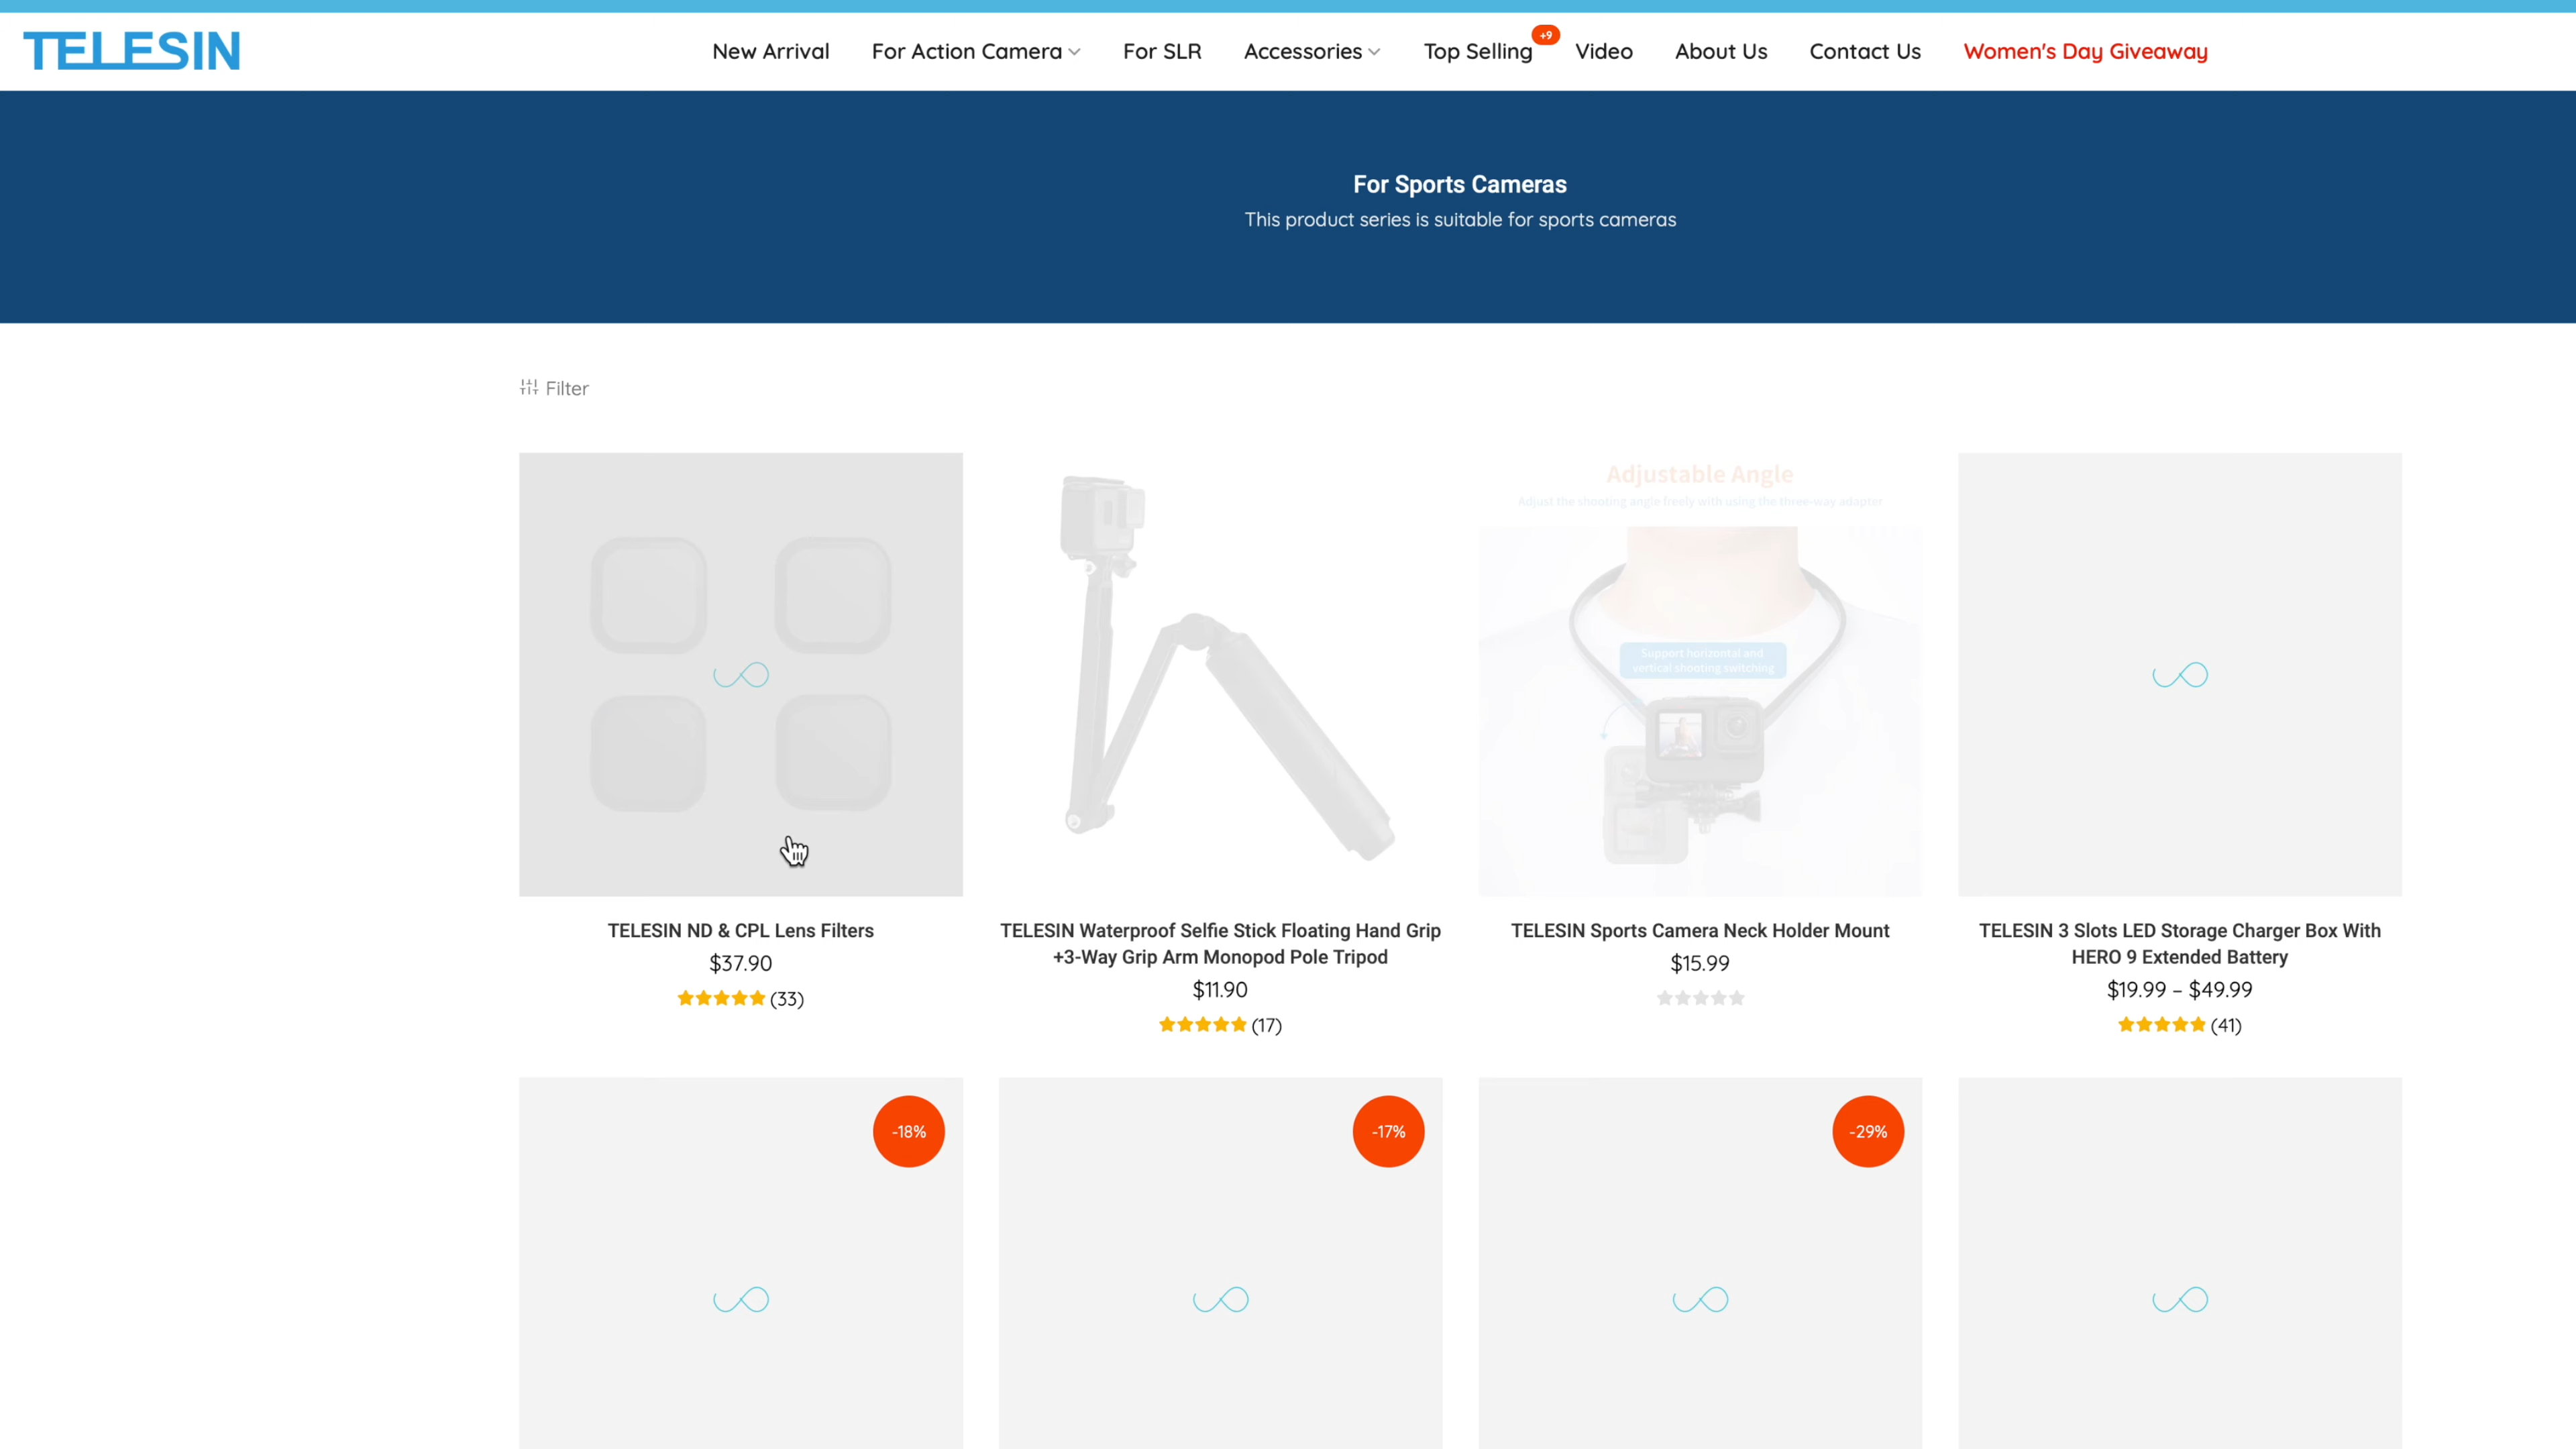 TELESIN
New Arrival
For Action Camera
For SLR
Accessories
Top Selling
+9
Video
About Us
Contact Us
Women's Day Giveaway
For Sports Cameras
This product series is suitable for sports cameras
Filter
Adjustable Angle
Adjust the shooting angle freely with using the three-way adapter
Support horizontal and
vertical shooting switching
TELESIN ND & CPL Lens Filters
$37.90
(33)
TELESIN Waterproof Selfie Stick Floating Hand Grip
+3-Way Grip Arm Monopod Pole Tripod
$11.90
(17)
TELESIN Sports Camera Neck Holder Mount
$15.99
TELESIN 3 Slots LED Storage Charger Box With
HERO 9 Extended Battery
$19.99 – $49.99
(41)
-18%
-17%
-29%